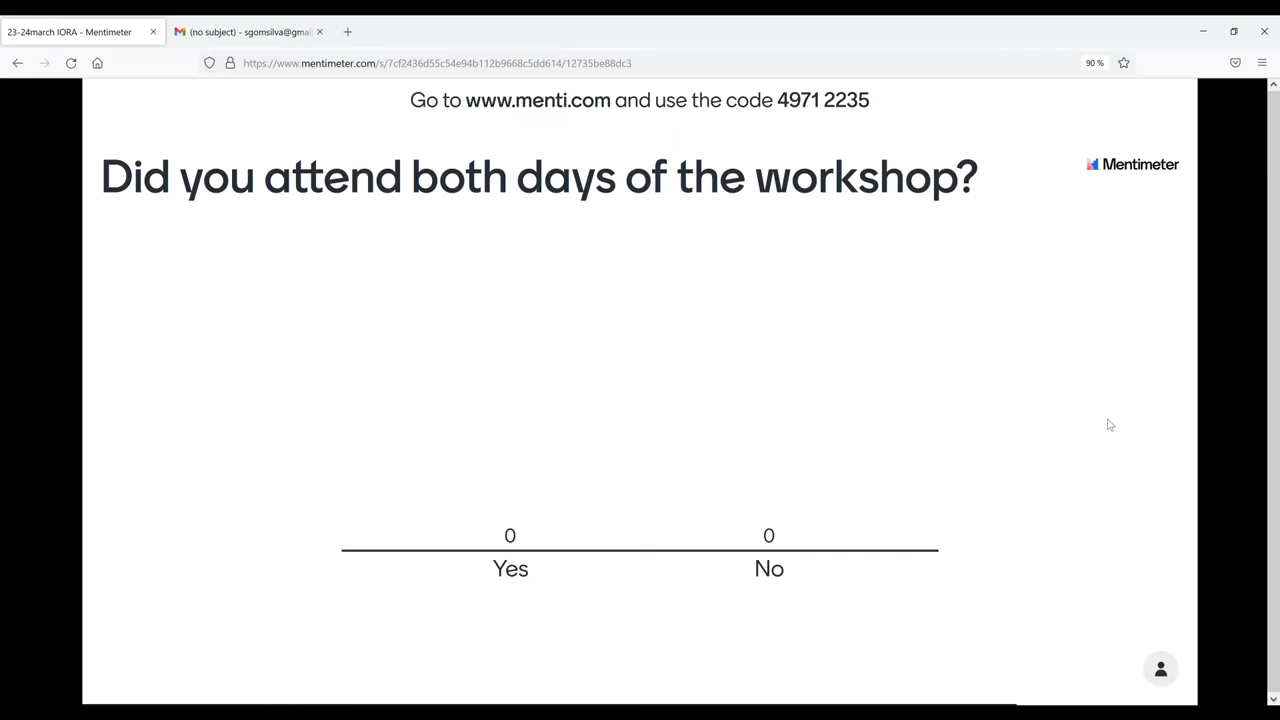 23-24march IORA - Mentimeter
(no subject) - sgomsilva@gmai
https://www.mentimeter.com/s/7cf2436d55c54e94b112b9668c5dd614/12735be88dc3
90 %
Go to www.menti.com and use the code 4971 2235
Did you attend both days of the workshop?
Mentimeter
0 0
Yes No